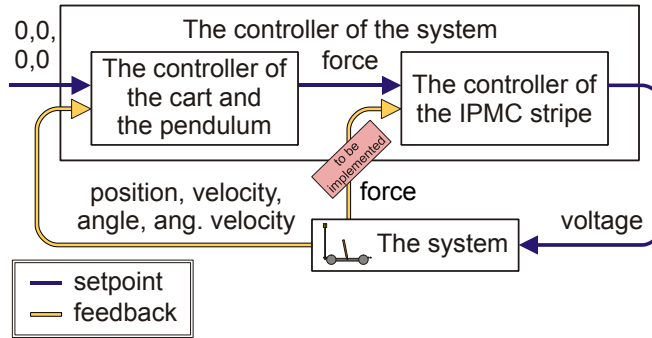 0,0,
0,0
The controller of the system
The controller of
the cart and
the pendulum
force
The controller of
the IPMC stripe
to be
implemented
position, velocity,
angle, ang. velocity
force
The system
voltage
setpoint
feedback